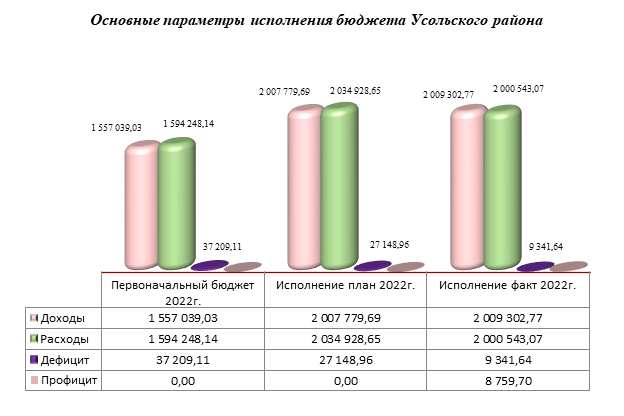 Основные параметры исполнения бюджета Усольского района
2 007 779,69 2 034 928,65 2 009 302,77 2 000 543,07
1 557 039,03 1 594 248,14
37 209,11 27 148,96 9 341,64
Первоначальный бюджет 2022г. Исполнение план 2022г. Исполнение факт 2022г.
Доходы 1 557 039,03 2 007 779,69 2 009 302,77
Расходы 1 594 248,14 2 034 928,65 2 000 543,07
Дефицит 37 209,11 27 148,96 9 341,64
Профицит 0,00 0,00 8 759,70